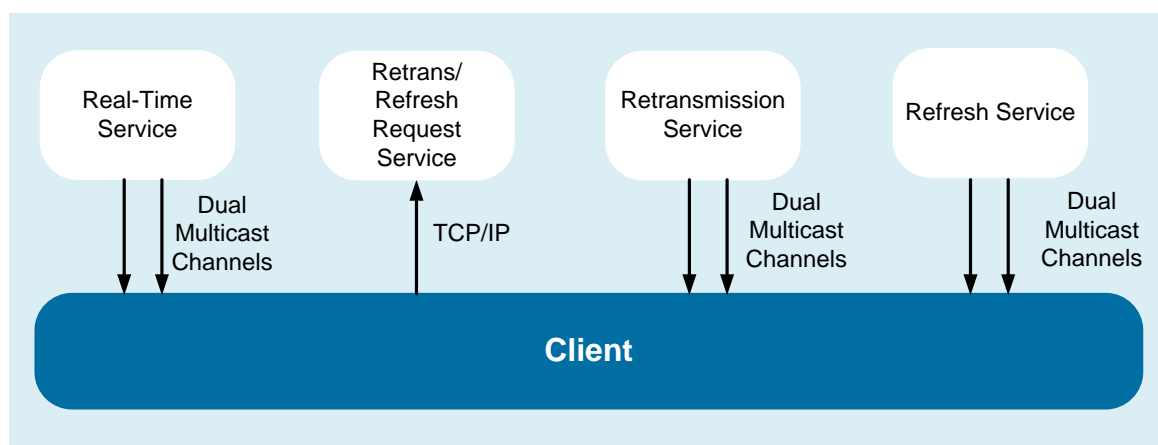 Real-Time
Service
Retrans/
Refresh
Request
Service
Retransmission
Service
Refresh Service
Dual
Multicast
Channels
TCP/IP
Dual
Multicast
Channels
Dual
Multicast
Channels
Client